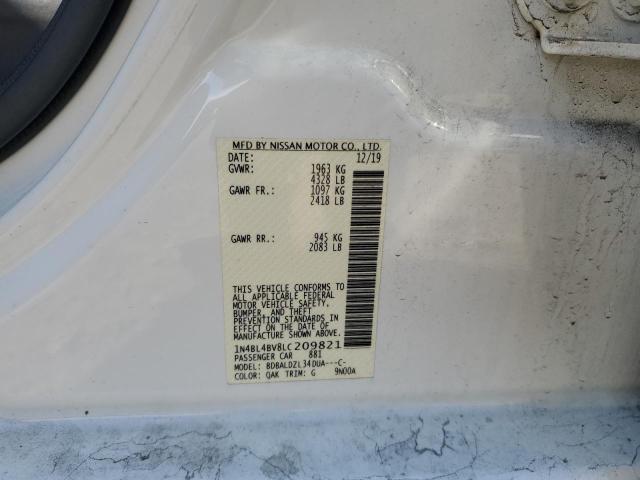 MFD BY NISSAN MOTOR CO., LTD.
DATE: 12/19
GVWR: 1963 KG
4328 LB
GAWR FR.: 1097 KG
2418 LB
GAWR RR.: 945 KG
2083 LB
THIS VEHICLE CONFORMS TO
ALL APPLICABLE FEDERAL
MOTOR VEHICLE SAFETY,
BUMPER, AND THEFT
PREVENTION STANDARDS IN
EFFECT ON THE DATE OF
MANUFACTURE SHOWN ABOVE.
1N4BL4BV8LC209821
PASSENGER CAR 881
MODEL: BDBALDZL34DUA---C-
COLOR: QAK TRIM: G 9N00A